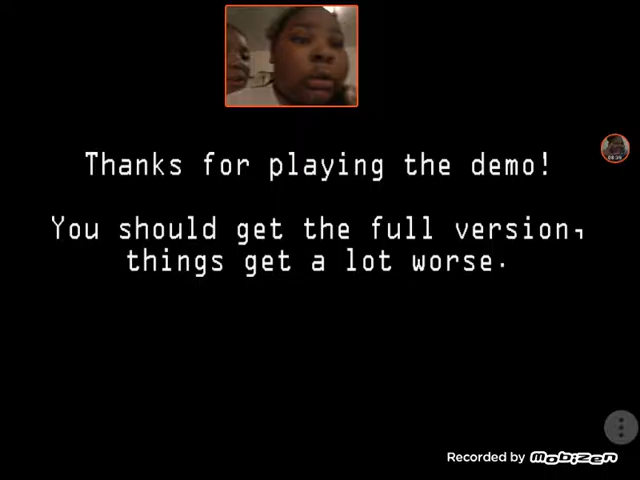 Thanks for playing the demo!
You should get the full version,
things get a lot worse.
Recorded by Mobizen